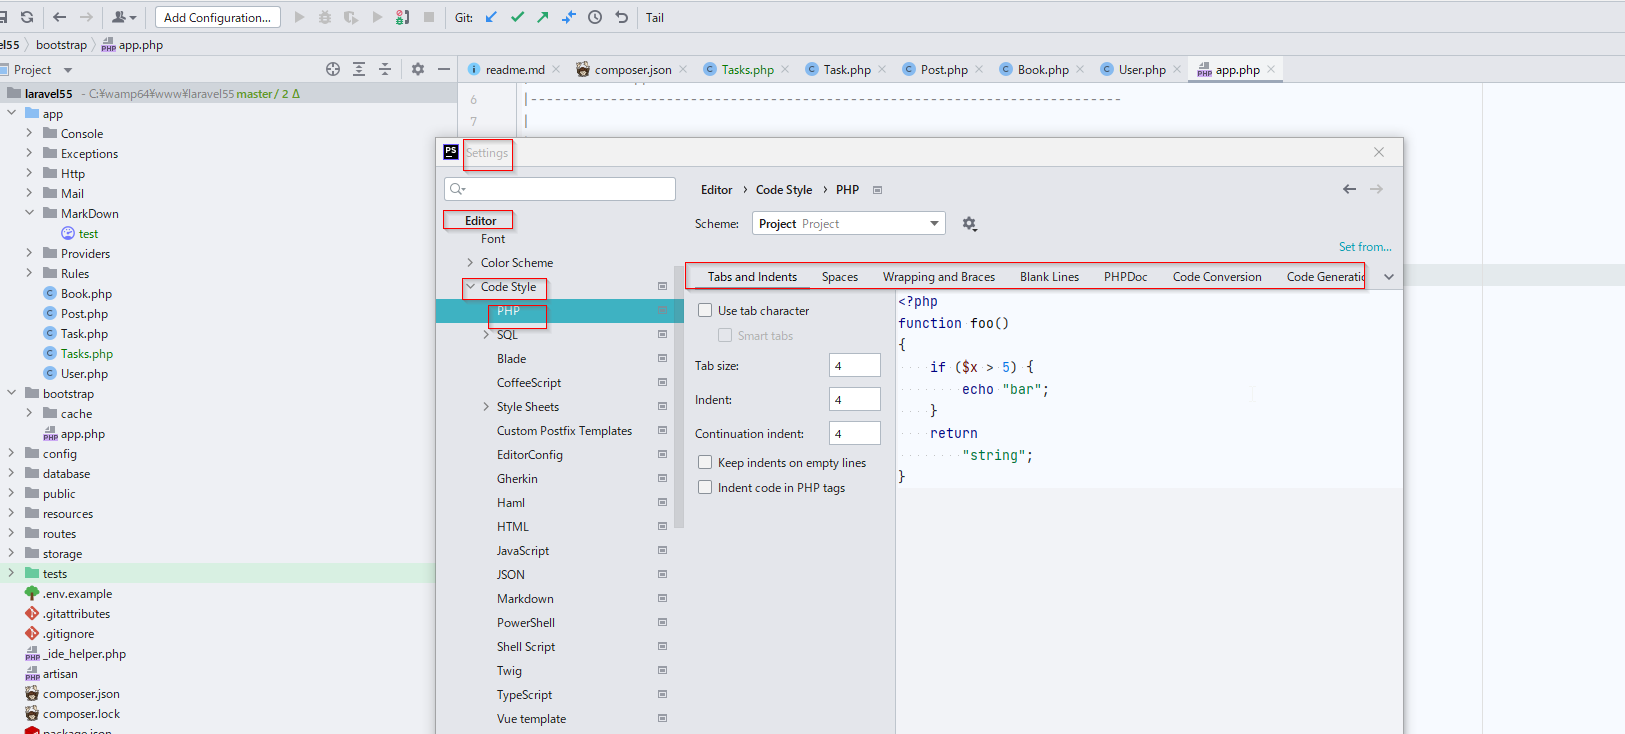 Add Configuration...
Git:
Tail
el55
bootstrap
app.php
Project
readme.md
composer.json
Tasks.php
Task.php
Post.php
Book.php
User.php
app.php
laravel55 - C:¥wamp64¥www¥laravel55 master / 2 Δ
app
Console
Exceptions
Http
Mail
MarkDown
test
Providers
Rules
Book.php
Post.php
Task.php
Tasks.php
User.php
bootstrap
cache
app.php
config
database
public
resources
routes
storage
tests
.env.example
.gitattributes
.gitignore
_ide_helper.php
artisan
composer.json
composer.lock
package.json
6
7
Settings
Editor
Font
Color Scheme
Code Style
PHP
SQL
Blade
CoffeeScript
Style Sheets
Custom Postfix Templates
EditorConfig
Gherkin
Haml
HTML
JavaScript
JSON
Markdown
PowerShell
Shell Script
Twig
TypeScript
Vue template
Editor › Code Style › PHP
Scheme: Project Project
Set from...
Tabs and Indents
Spaces
Wrapping and Braces
Blank Lines
PHPDoc
Code Conversion
Code Generatio
Use tab character
Smart tabs
Tab size: 4
Indent: 4
Continuation indent: 4
Keep indents on empty lines
Indent code in PHP tags
<?php
function foo()
{
    if ($x > 5) {
        echo "bar";
    }
    return
        "string";
}